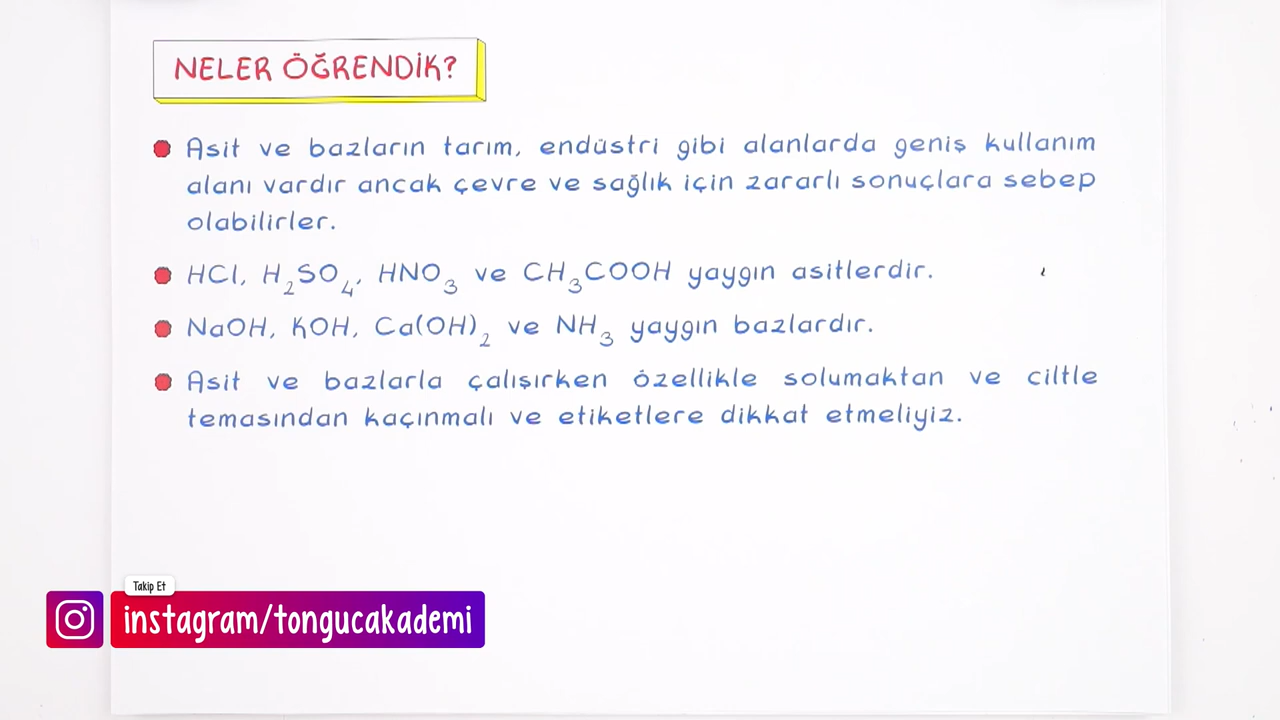 NELER ÖĞRENDİK?
Asit ve bazların tarım, endüstri gibi alanlarda geniş kullanım
alanı vardır ancak çevre ve sağlık için zararlı sonuçlara sebep
olabilirler.
HCl, H₂SO₄, HNO₃ ve CH₃COOH yaygın asitlerdir.
NaOH, KOH, Ca(OH)₂ ve NH₃ yaygın bazlardır.
Asit ve bazlarla çalışırken özellikle solumaktan ve ciltle
temasından kaçınmalı ve etiketlere dikkat etmeliyiz.
Takip Et
instagram/tongucakademi